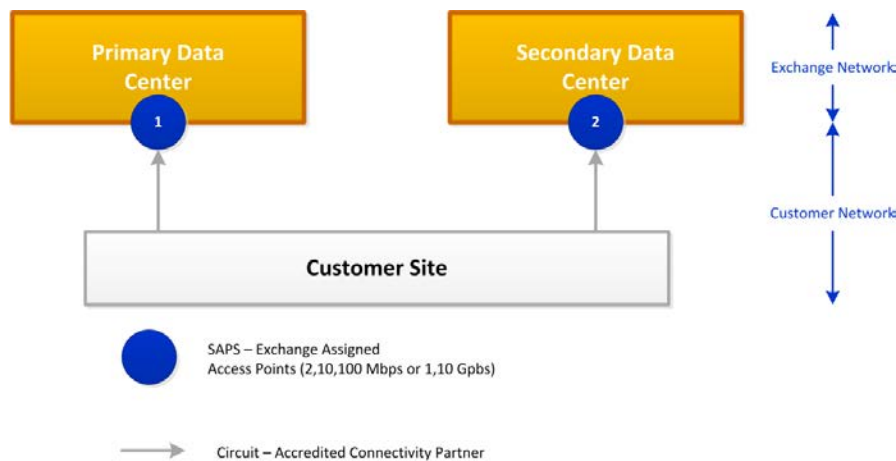 Primary Data
Center
Secondary Data
Center
Exchange Network
1
2
Customer Network
Customer Site
SAPS – Exchange Assigned
Access Points (2,10,100 Mbps or 1,10 Gpbs)
Circuit – Accredited Connectivity Partner